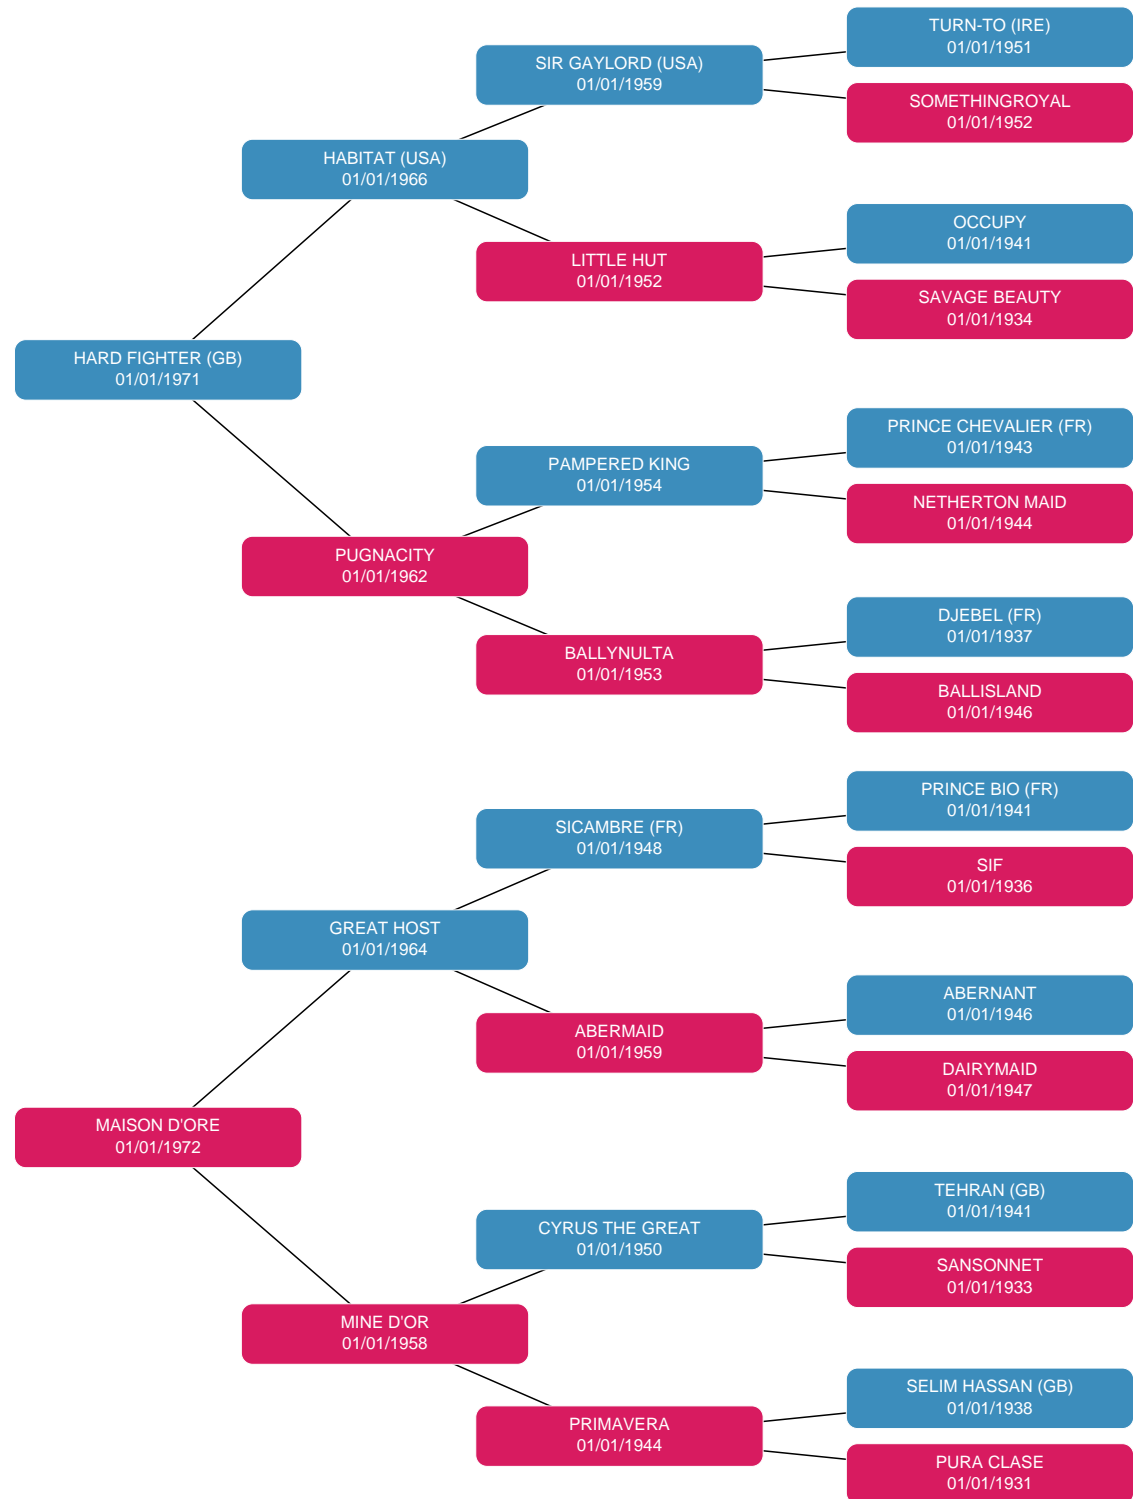 TURN-TO (IRE)
01/01/1951
SIR GAYLORD (USA)
01/01/1959
SOMETHINGROYAL
01/01/1952
HABITAT (USA)
01/01/1966
OCCUPY
01/01/1941
LITTLE HUT
01/01/1952
SAVAGE BEAUTY
01/01/1934
HARD FIGHTER (GB)
01/01/1971
PRINCE CHEVALIER (FR)
01/01/1943
PAMPERED KING
01/01/1954
NETHERTON MAID
01/01/1944
PUGNACITY
01/01/1962
DJEBEL (FR)
01/01/1937
BALLYNULTA
01/01/1953
BALLISLAND
01/01/1946
PRINCE BIO (FR)
01/01/1941
SICAMBRE (FR)
01/01/1948
SIF
01/01/1936
GREAT HOST
01/01/1964
ABERNANT
01/01/1946
ABERMAID
01/01/1959
DAIRYMAID
01/01/1947
MAISON D'ORE
01/01/1972
TEHRAN (GB)
01/01/1941
CYRUS THE GREAT
01/01/1950
SANSONNET
01/01/1933
MINE D'OR
01/01/1958
SELIM HASSAN (GB)
01/01/1938
PRIMAVERA
01/01/1944
PURA CLASE
01/01/1931